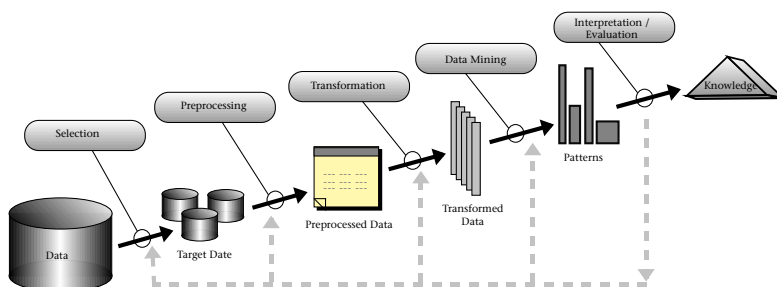 Interpretation /
Evaluation
Data Mining
Transformation
Preprocessing
Selection
Knowledge
Patterns
Transformed
Data
Preprocessed Data
Target Date
Data